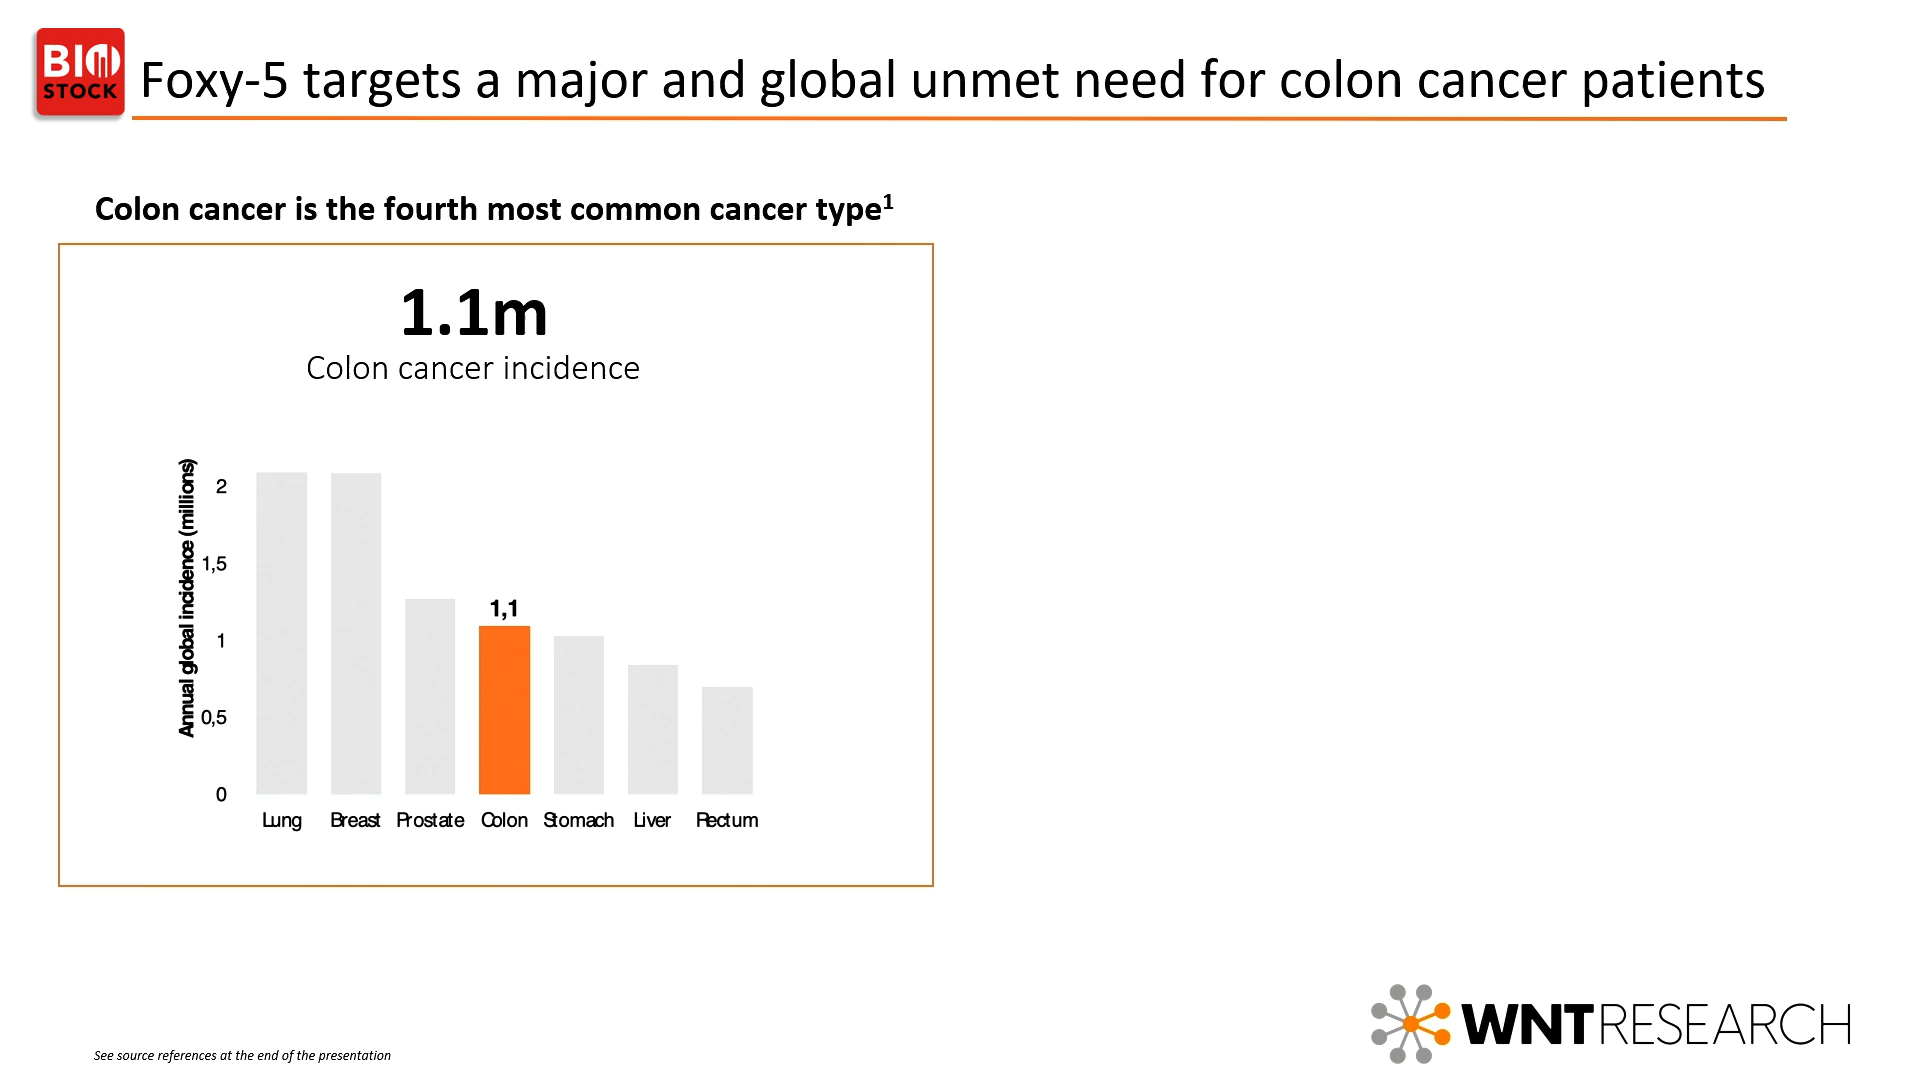 BIO STOCK
Foxy-5 targets a major and global unmet need for colon cancer patients
Colon cancer is the fourth most common cancer type¹
1.1m
Colon cancer incidence
Annual global incidence (millions)
2
1,5
1
0,5
0
1,1
Lung Breast Prostate Colon Stomach Liver Rectum
WNTRESEARCH
See source references at the end of the presentation